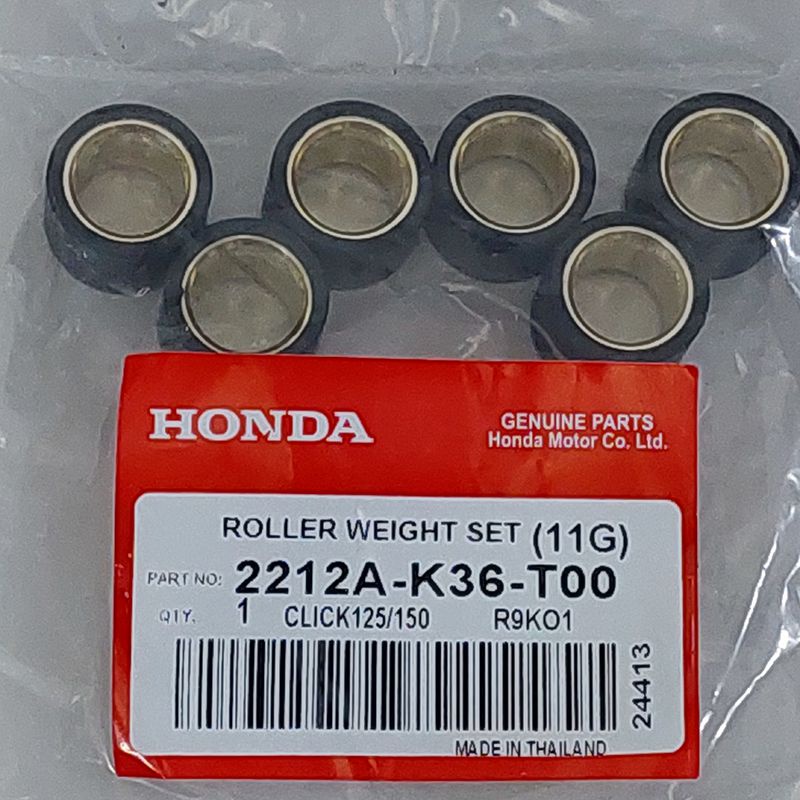 HONDA
GENUINE PARTS
Honda Motor Co. Ltd.
ROLLER WEIGHT SET (11G)
PART NO: 2212A-K36-T00
QTY. 1 CLICK125/150 R9KO1
24413
MADE IN THAILAND